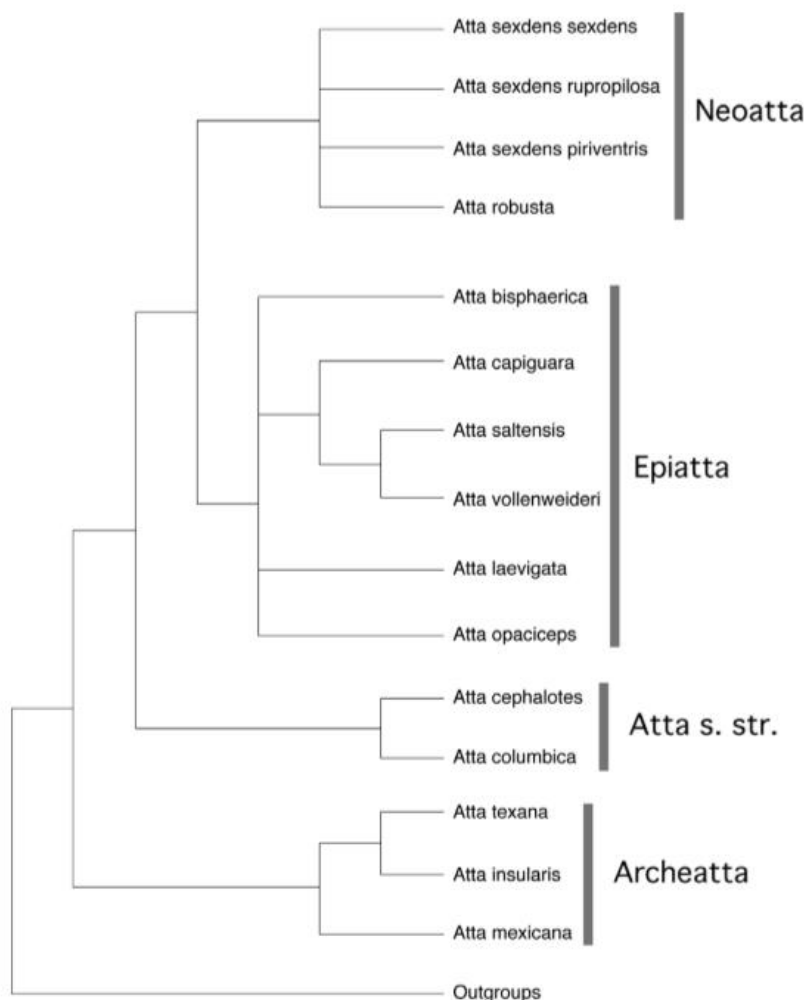 Atta sexdens sexdens
Atta sexdens rupropilosa
Atta sexdens piriventris
Atta robusta
Neoatta
Atta bisphaerica
Atta capiguara
Atta saltensis
Atta vollenweideri
Atta laevigata
Atta opaciceps
Epiatta
Atta cephalotes
Atta columbica
Atta s. str.
Atta texana
Atta insularis
Atta mexicana
Archeatta
Outgroups